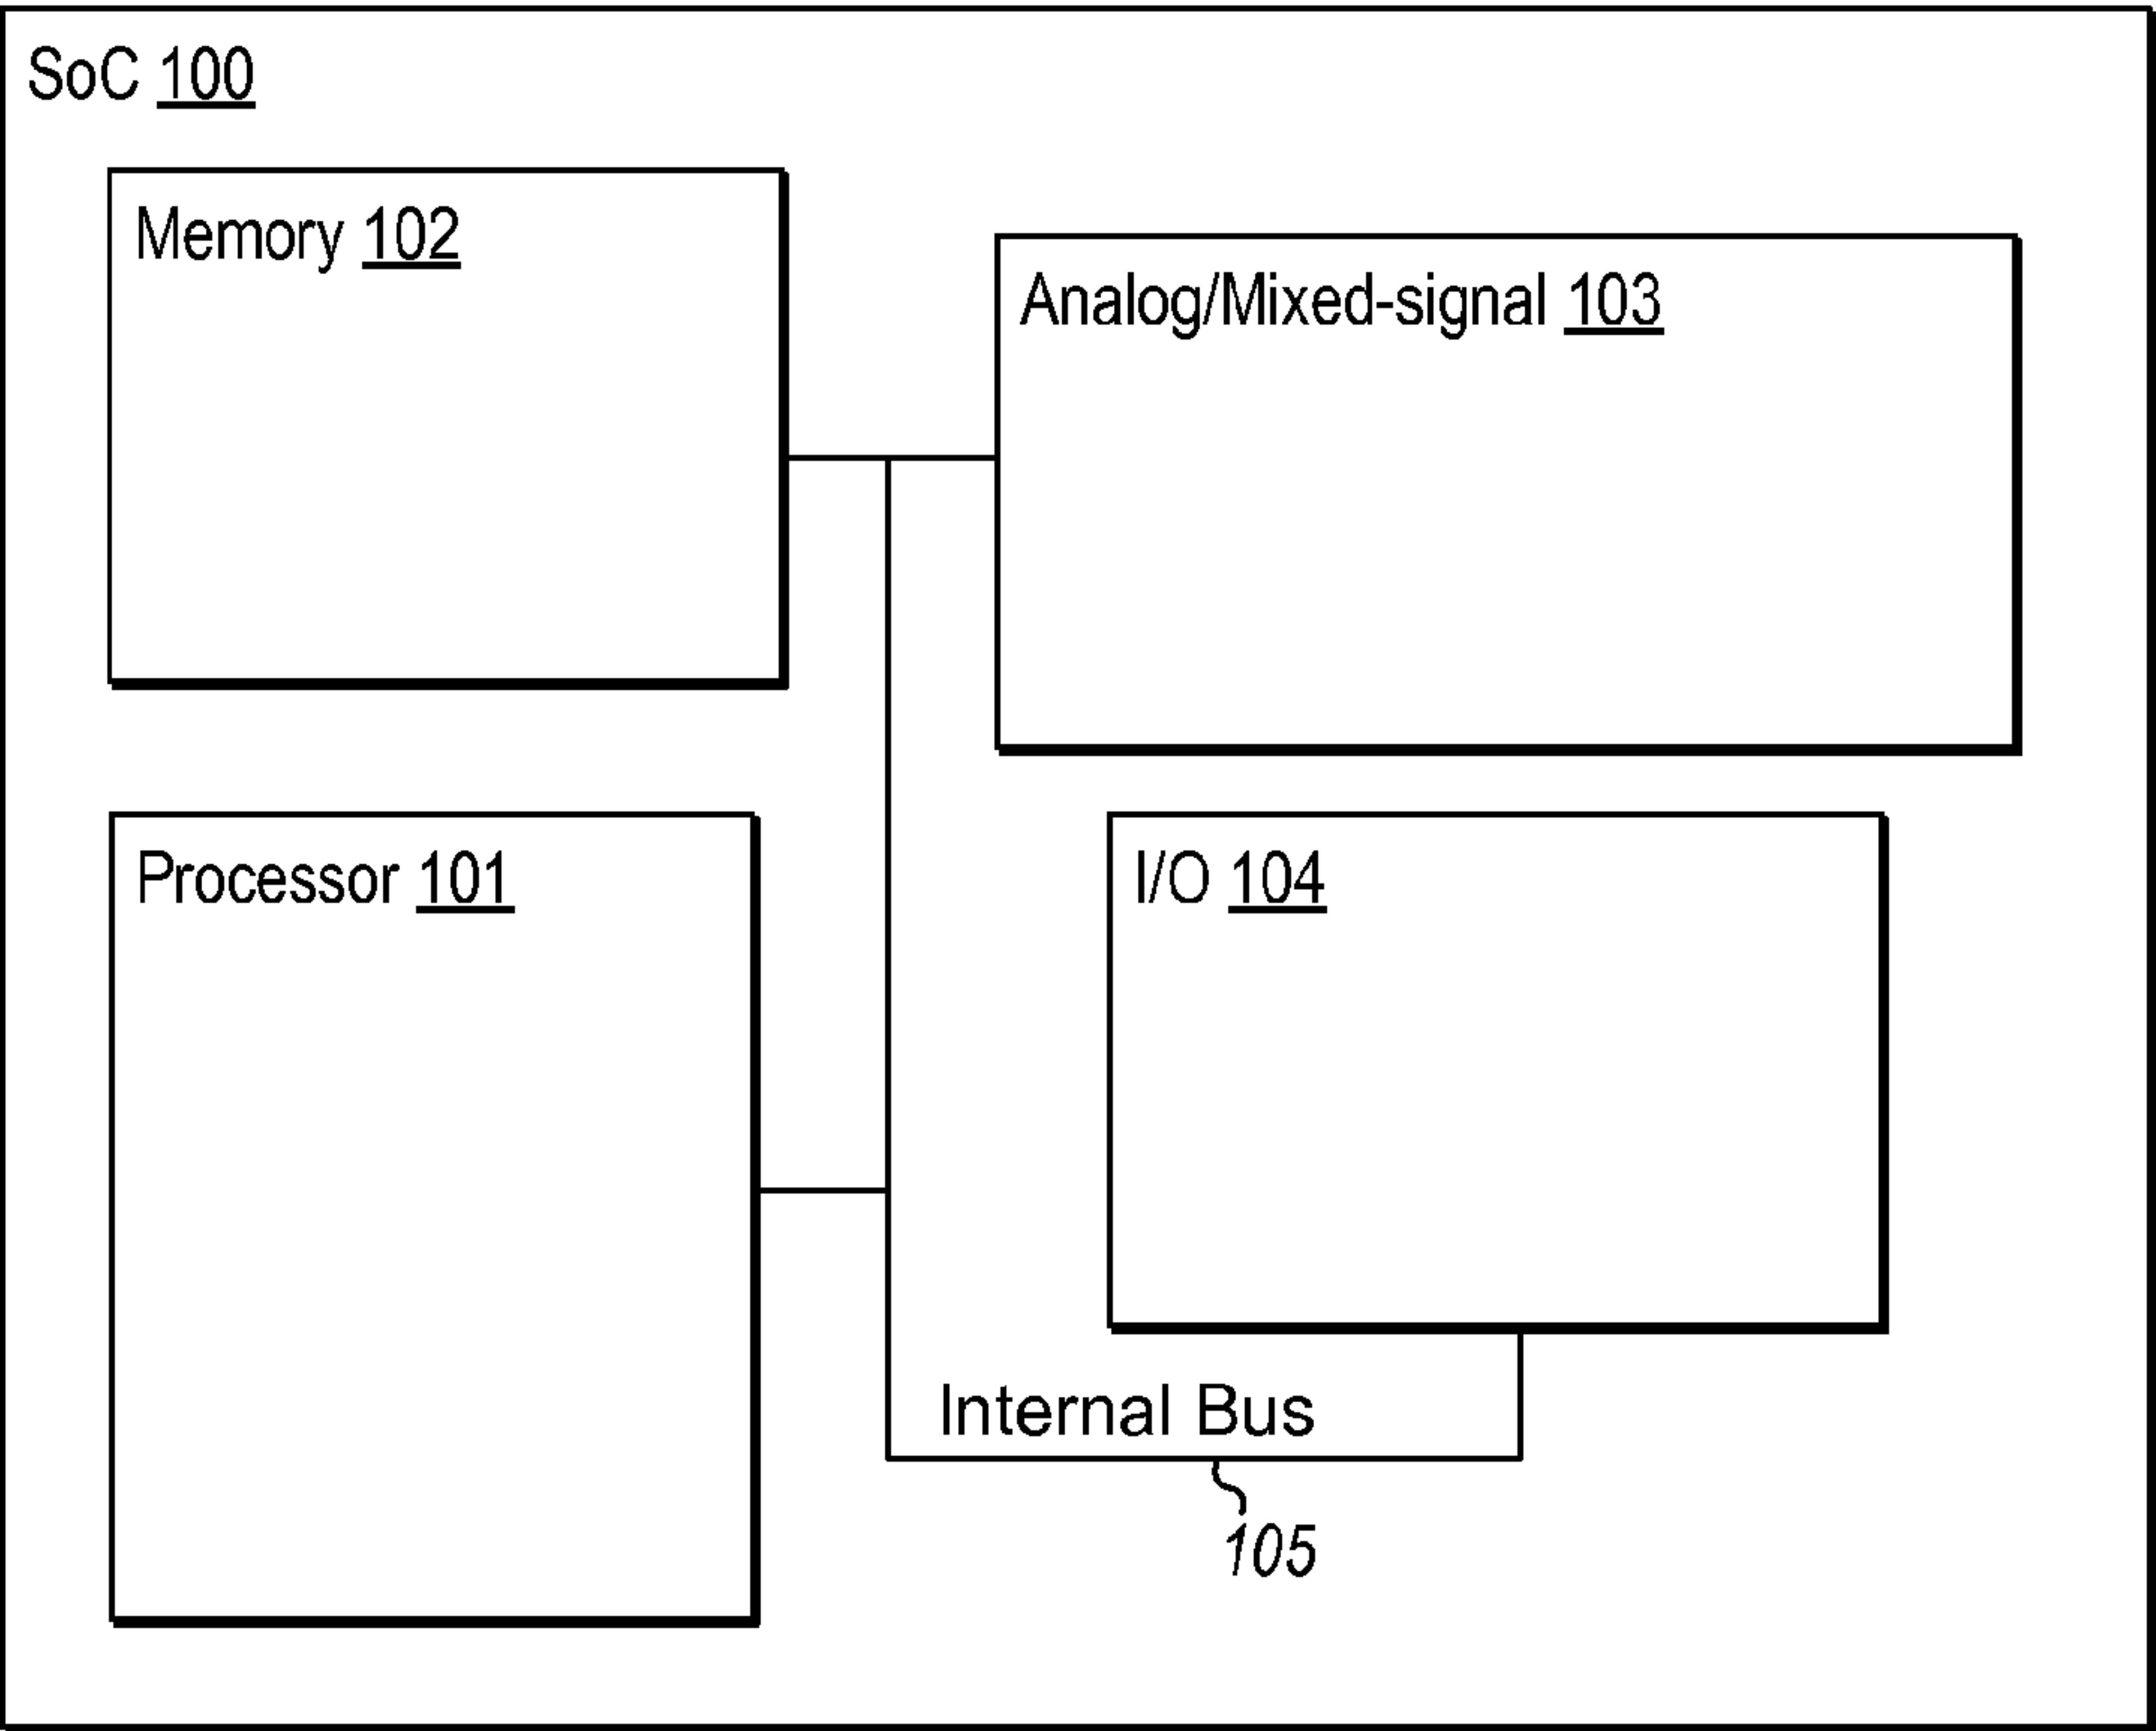 SoC 100
Memory 102
Analog/Mixed-signal 103
Processor 101
I/O 104
Internal Bus
105